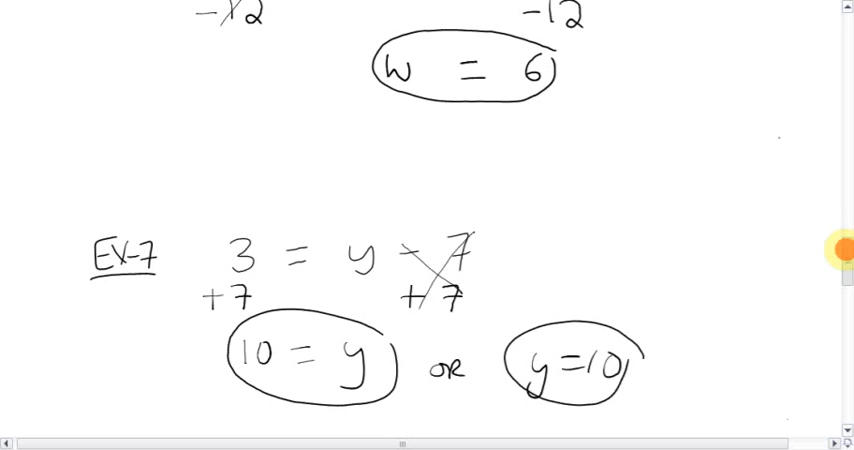 -12 -12
w = 6
EX-7 3 = y - 7
+7 + 7
10 = y OR y=10